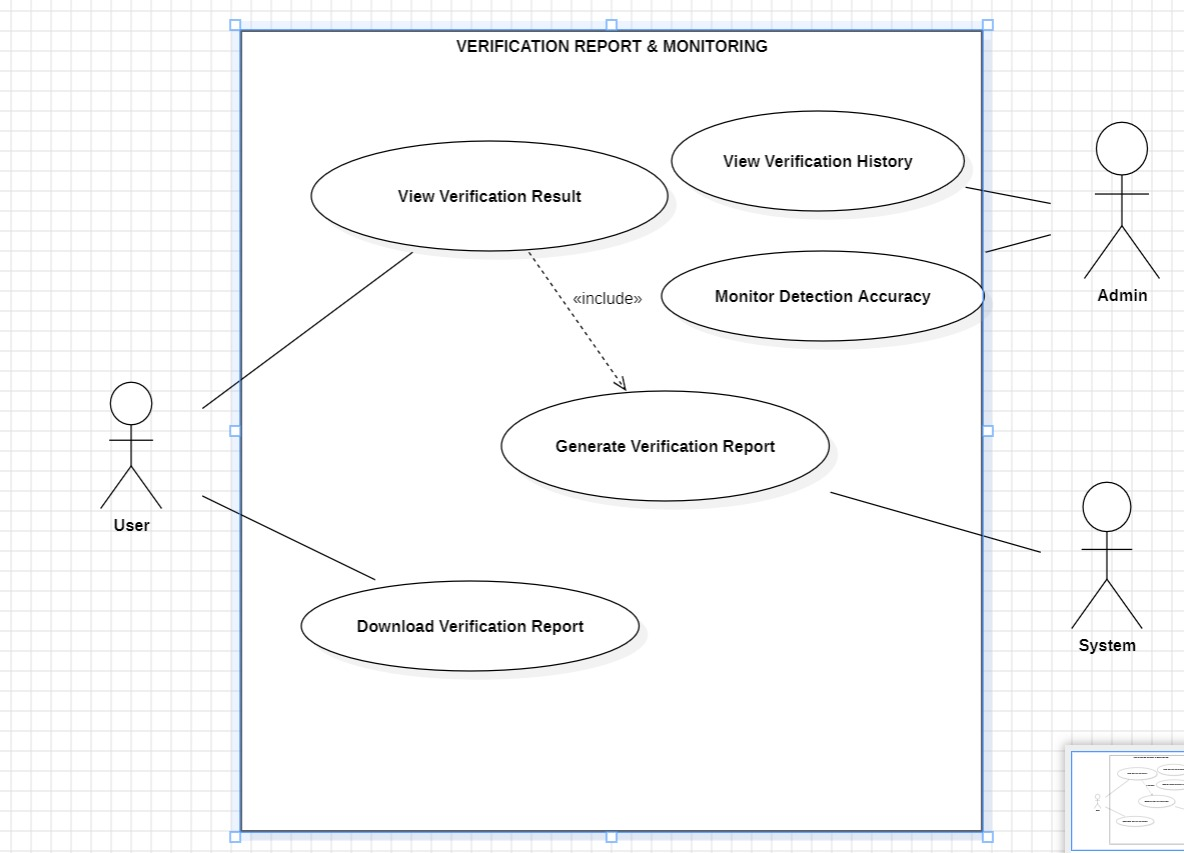 VERIFICATION REPORT & MONITORING
View Verification History
View Verification Result
Monitor Detection Accuracy
«include»
Admin
Generate Verification Report
User
Download Verification Report
System